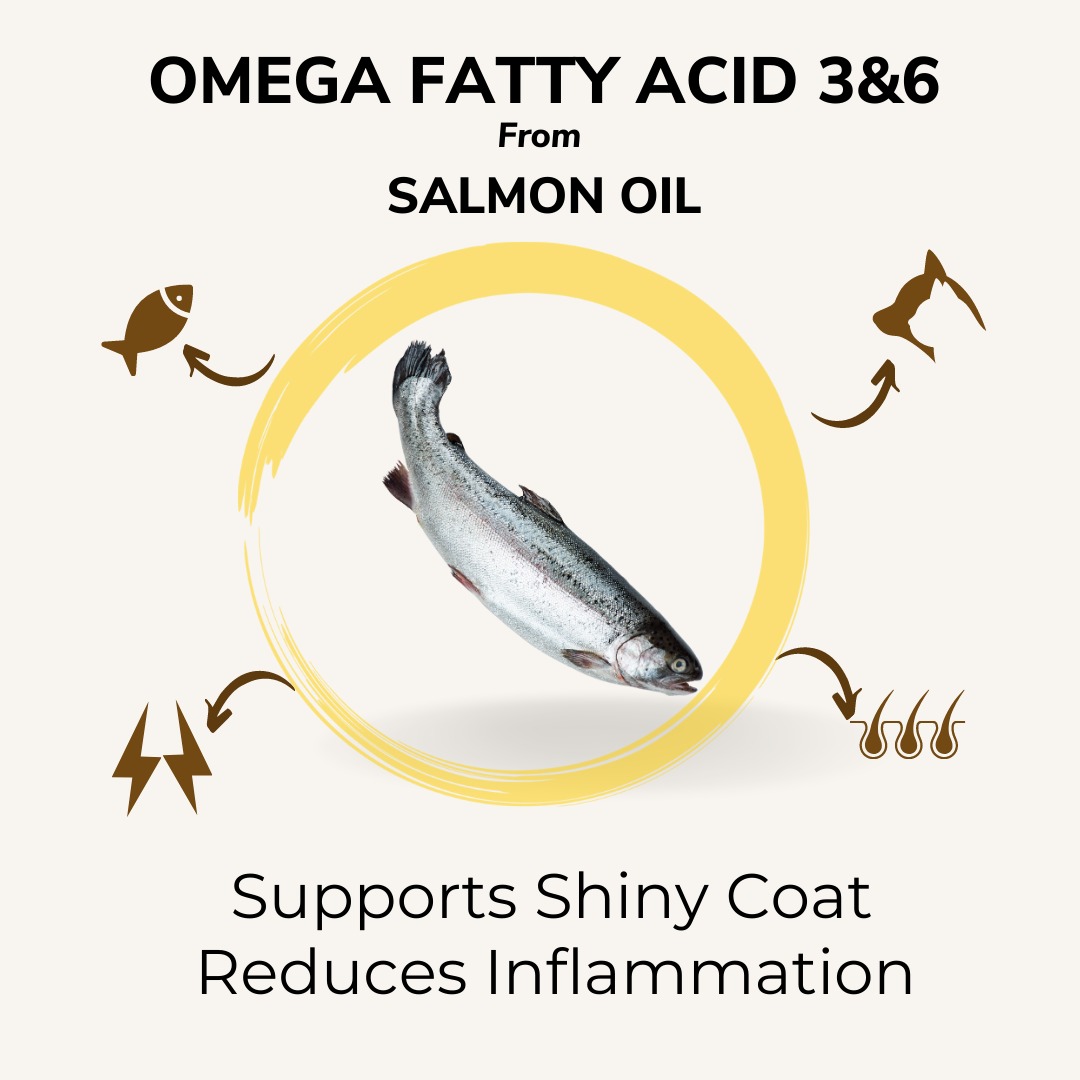 OMEGA FATTY ACID 3&6
From
SALMON OIL
Supports Shiny Coat
Reduces Inflammation